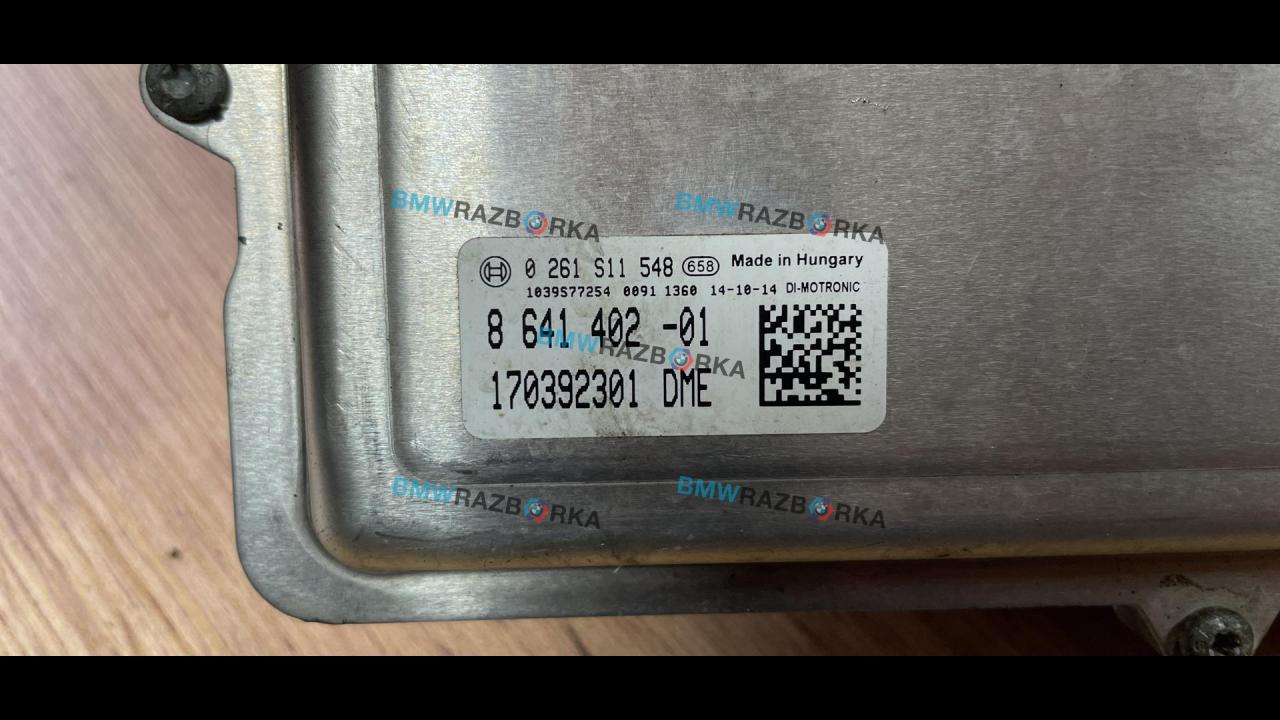 BMWRAZBORKA
BMWRAZBORKA
0 261 S11 548 658 Made in Hungary
1039S77254 0091 1360 14-10-14 DI-MOTRONIC
8 641 402 -01
BMWRAZBORKA
170392301 DME
BMWRAZBORKA
BMWRAZBORKA